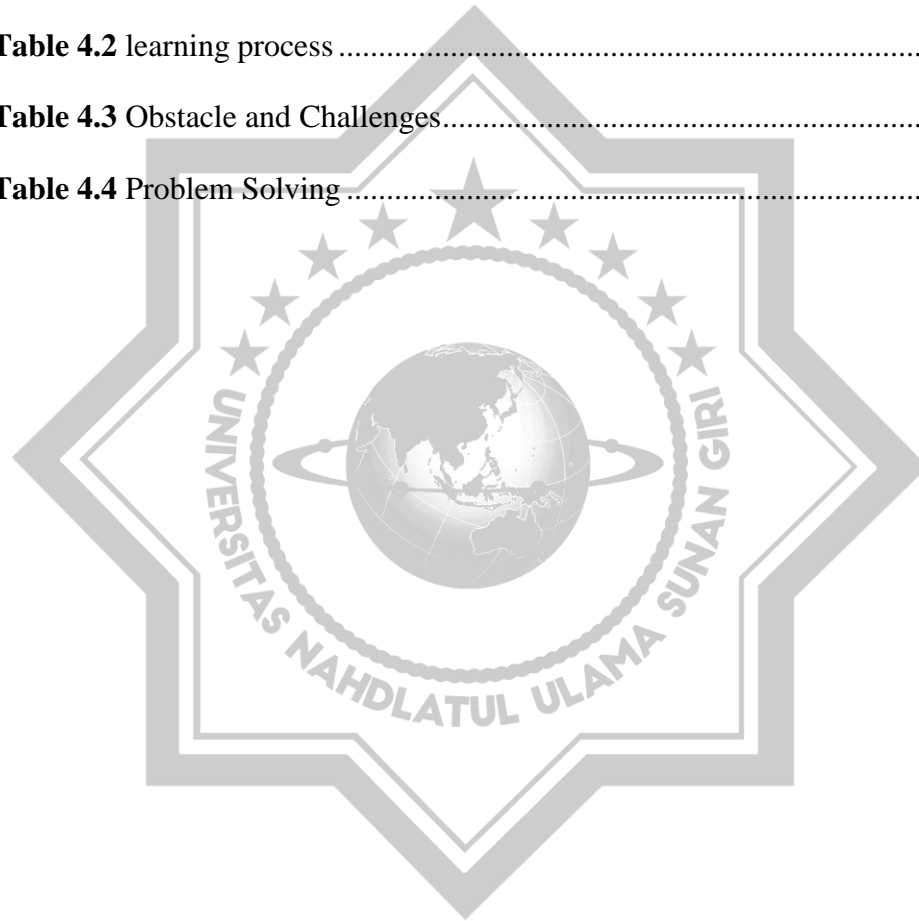 Table 4.2 learning process ....................................................................................
Table 4.3 Obstacle and Challenges.......................................................................
Table 4.4 Problem Solving ...................................................................................
UNIVERSITAS NAHDLATUL ULAMA SUNAN GIRI